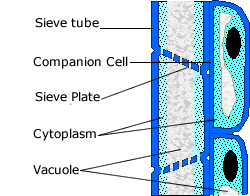 Sieve tube
Companion Cell
Sieve Plate
Cytoplasm
Vacuole